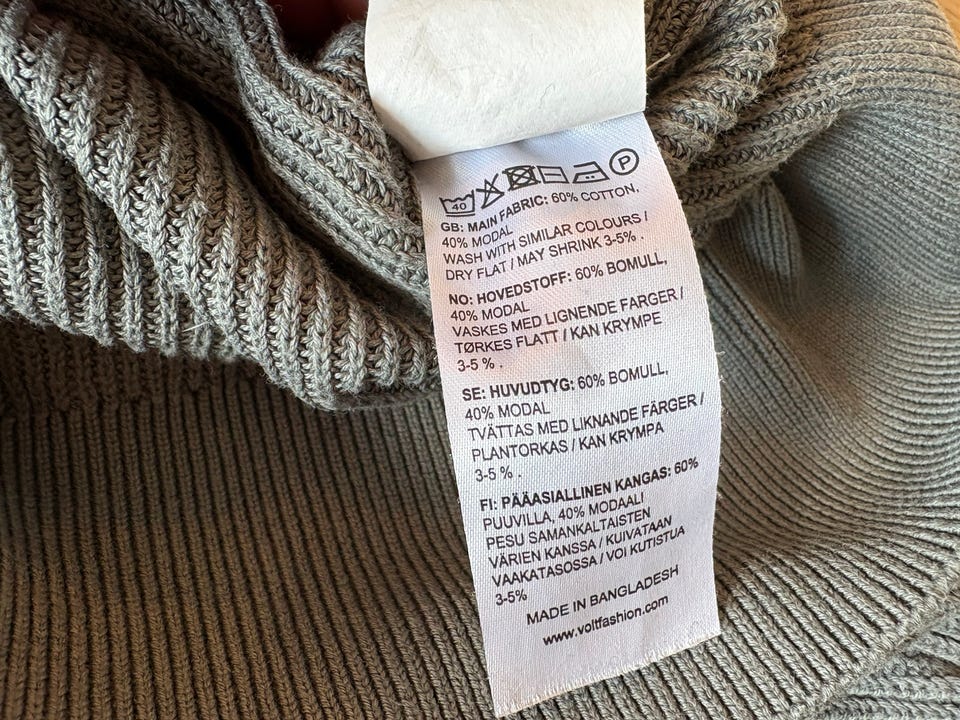 40 P
GB: MAIN FABRIC: 60% COTTON,
40% MODAL
WASH WITH SIMILAR COLOURS /
DRY FLAT / MAY SHRINK 3-5% .
NO: HOVEDSTOFF: 60% BOMULL,
40% MODAL
VASKES MED LIGNENDE FARGER /
TØRKES FLATT / KAN KRYMPE
3-5 % .
SE: HUVUDTYG: 60% BOMULL,
40% MODAL
TVÄTTAS MED LIKNANDE FÄRGER /
PLANTORKAS / KAN KRYMPA
3-5 % .
FI: PÄÄASIALLINEN KANGAS: 60%
PUUVILLA, 40% MODAALI
PESU SAMANKALTAISTEN
VÄRIEN KANSSA / KUIVATAAN
VAAKATASOSSA / VOI KUTISTUA
3-5%
MADE IN BANGLADESH
www.voltfashion.com